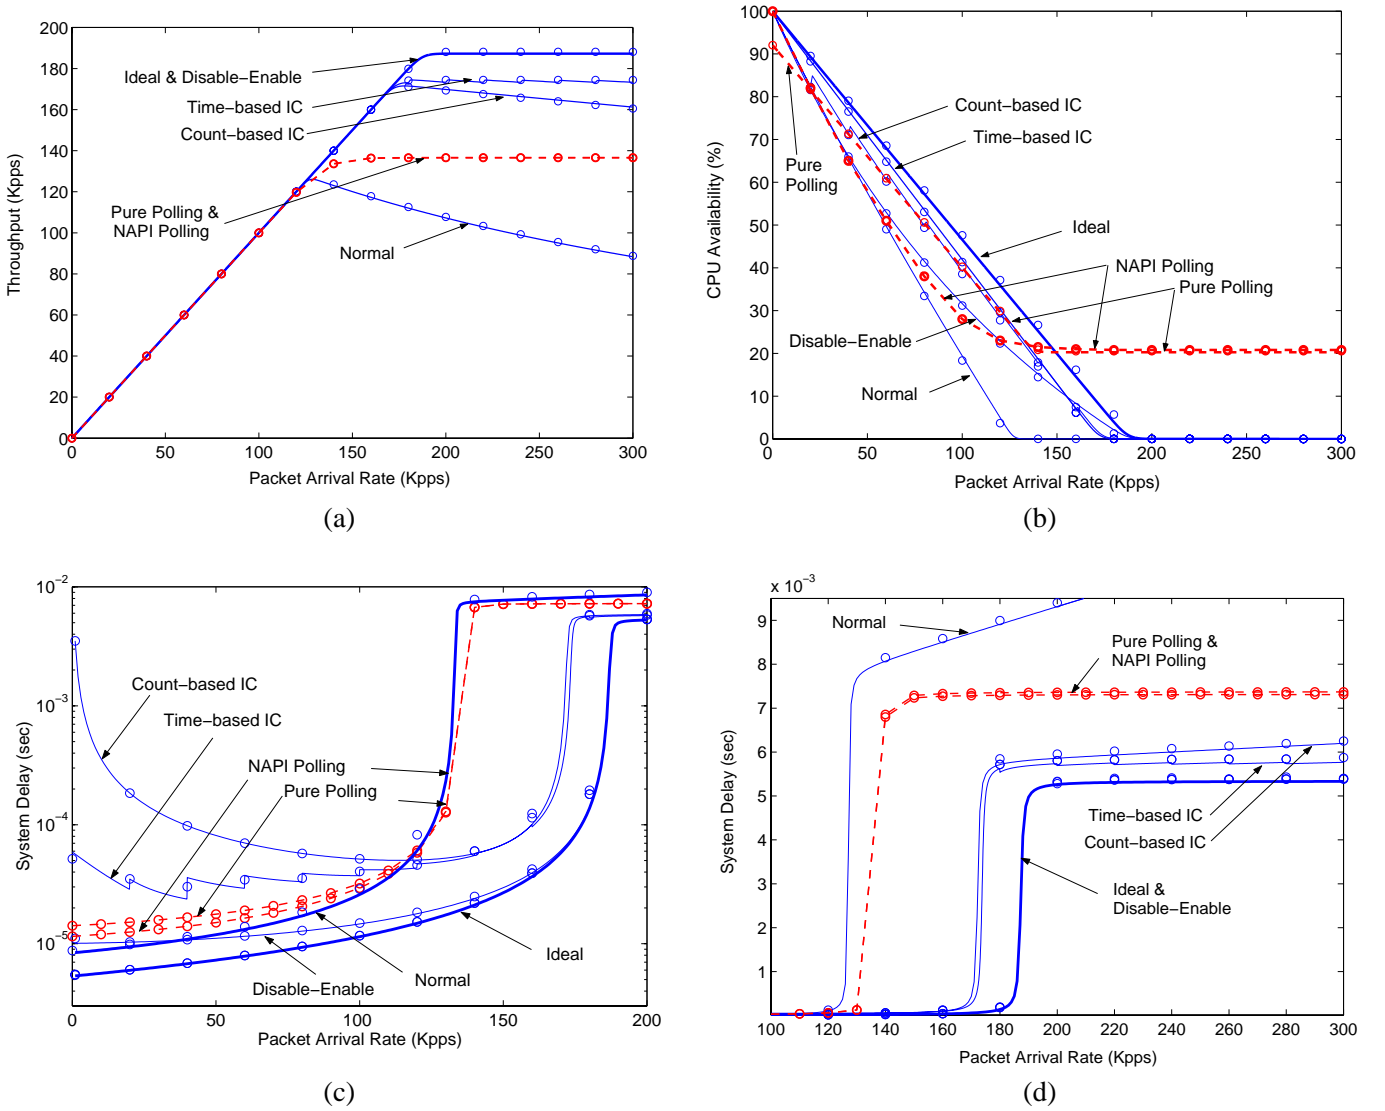 200
180
160
140
120
100
80
60
40
20
0
Throughput (Kpps)
Ideal & Disable−Enable
Time−based IC
Count−based IC
Pure Polling &
NAPI Polling
Normal
0
50
100
150
200
250
300
Packet Arrival Rate (Kpps)
(a)
100
90
80
70
60
50
40
30
20
10
0
CPU Availability (%)
Count−based IC
Time−based IC
Pure
Polling
Ideal
NAPI Polling
Pure Polling
Disable−Enable
Normal
0
50
100
150
200
250
300
Packet Arrival Rate (Kpps)
(b)
10−2
10−3
10−4
10−5
System Delay (sec)
Count−based IC
Time−based IC
NAPI Polling
Pure Polling
Ideal
Normal
Disable−Enable
0
50
100
150
200
Packet Arrival Rate (Kpps)
(c)
x 10−3
9
8
7
6
5
4
3
2
1
System Delay (sec)
Normal
Pure Polling &
NAPI Polling
Time−based IC
Count−based IC
Ideal &
Disable−Enable
100
120
140
160
180
200
220
240
260
280
300
Packet Arrival Rate (Kpps)
(d)